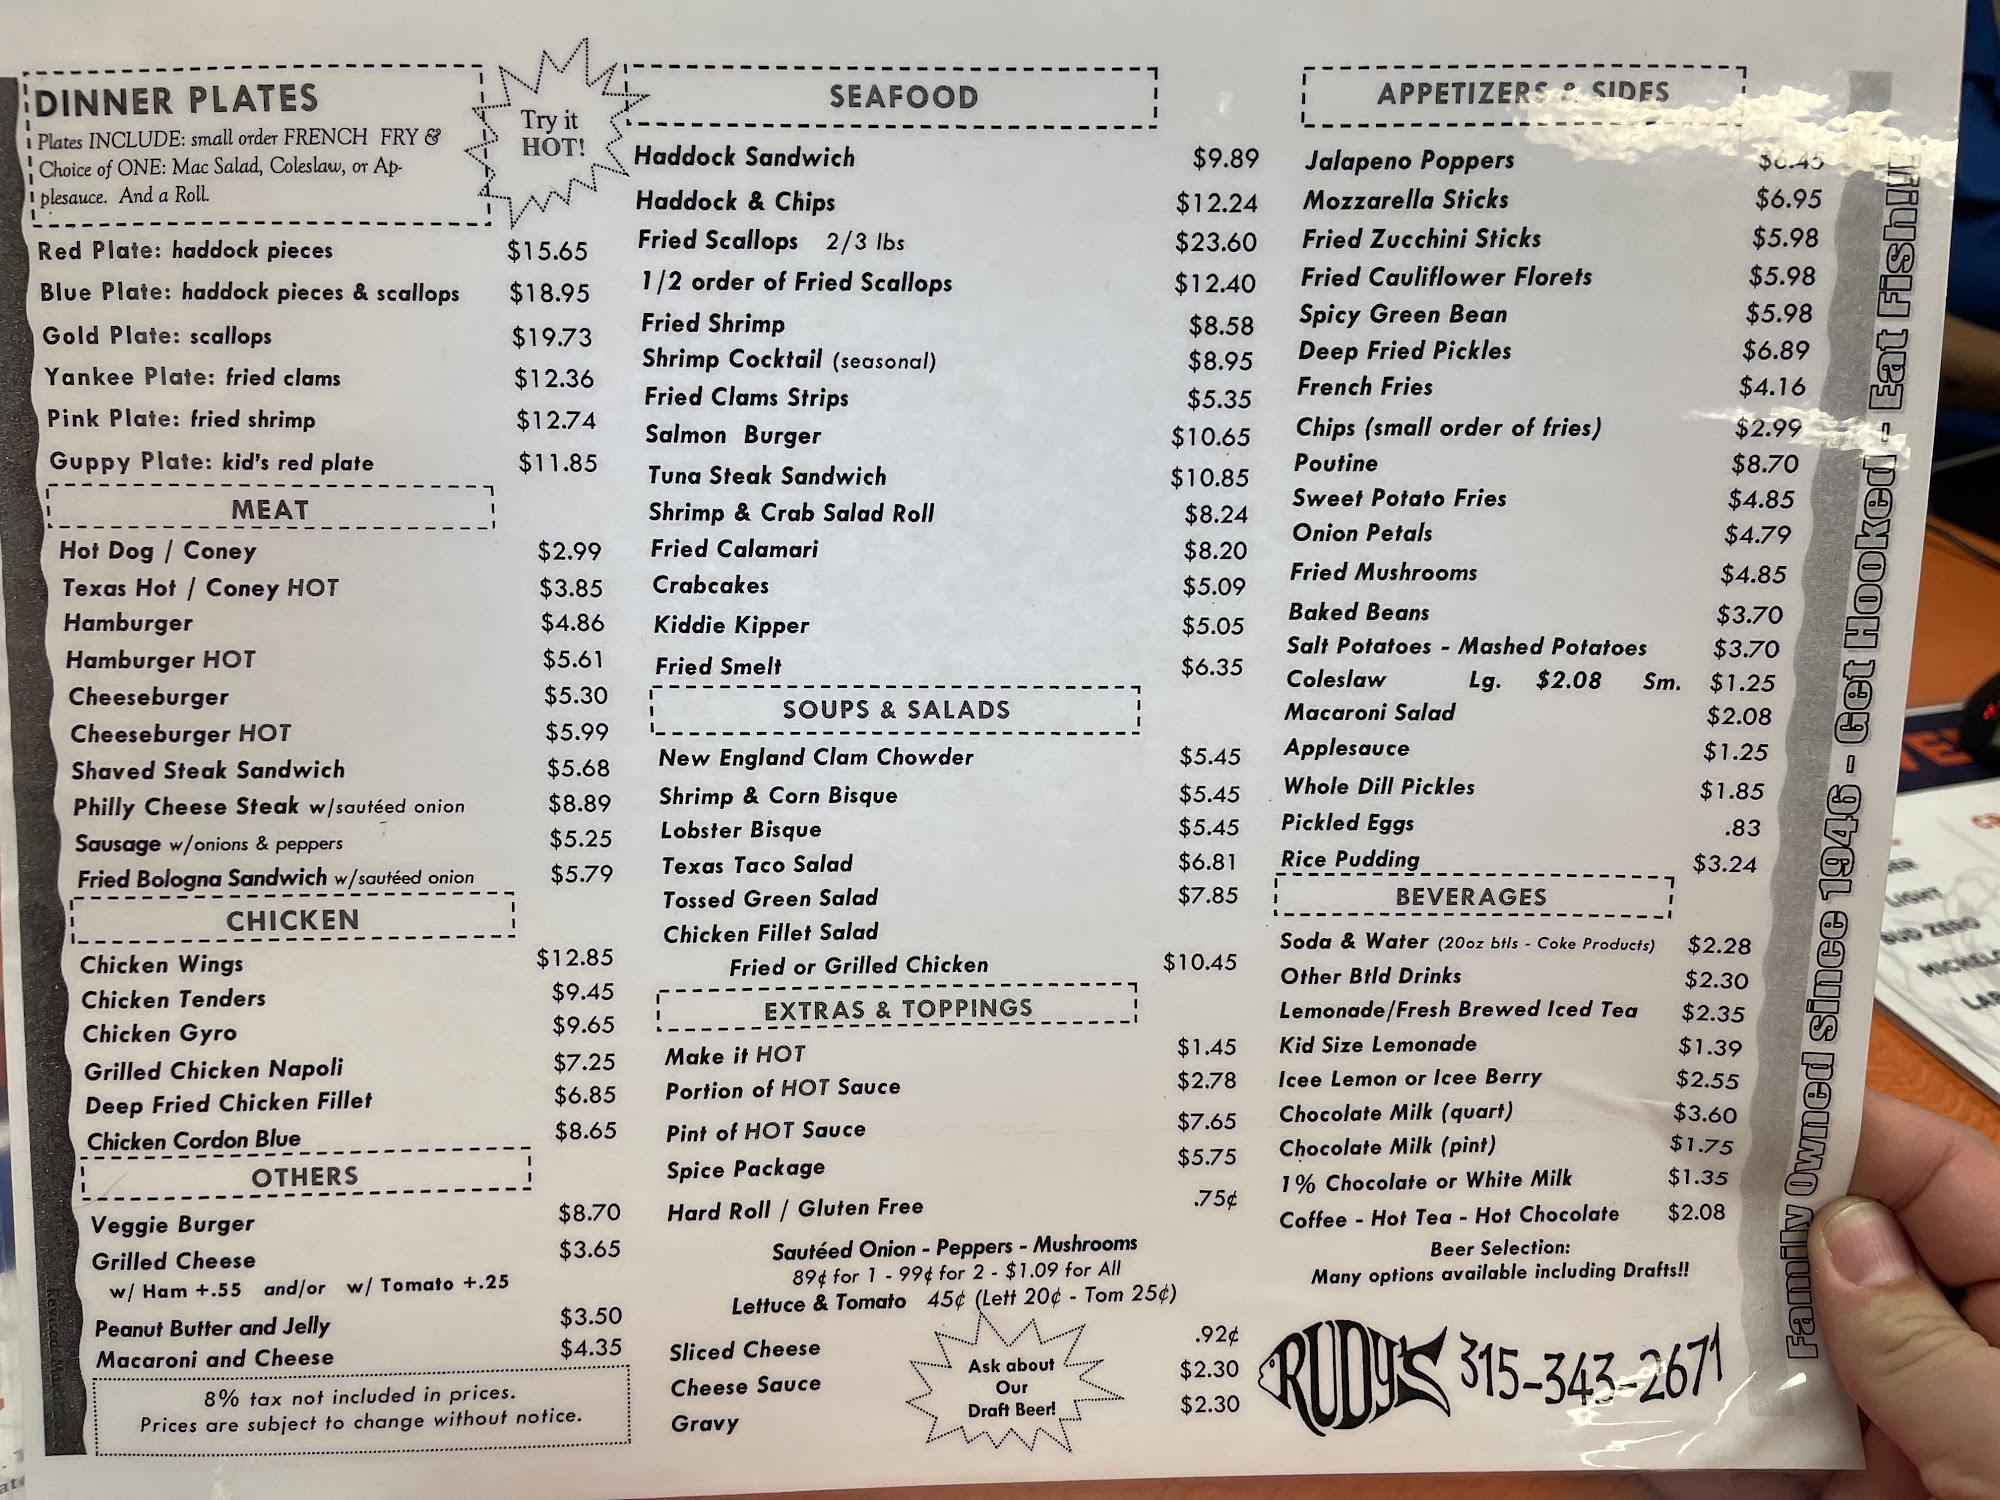 DINNER PLATES
Plates INCLUDE: small order FRENCH FRY &
Choice of ONE: Mac Salad, Coleslaw, or Ap-
plesauce. And a Roll.
Try it
HOT!
Red Plate: haddock pieces $15.65
Blue Plate: haddock pieces & scallops $18.95
Gold Plate: scallops $19.73
Yankee Plate: fried clams $12.36
Pink Plate: fried shrimp $12.74
Guppy Plate: kid's red plate $11.85
MEAT
Hot Dog / Coney $2.99
Texas Hot / Coney HOT $3.85
Hamburger $4.86
Hamburger HOT $5.61
Cheeseburger $5.30
Cheeseburger HOT $5.99
Shaved Steak Sandwich $5.68
Philly Cheese Steak w/sautéed onion $8.89
Sausage w/onions & peppers $5.25
Fried Bologna Sandwich w/sautéed onion $5.79
CHICKEN
Chicken Wings $12.85
Chicken Tenders $9.45
Chicken Gyro $9.65
Grilled Chicken Napoli $7.25
Deep Fried Chicken Fillet $6.85
Chicken Cordon Blue $8.65
OTHERS
Veggie Burger $8.70
Grilled Cheese $3.65
w/ Ham +.55 and/or w/ Tomato +.25
Peanut Butter and Jelly $3.50
Macaroni and Cheese $4.35
8% tax not included in prices.
Prices are subject to change without notice.
SEAFOOD
Haddock Sandwich $9.89
Haddock & Chips $12.24
Fried Scallops 2/3 lbs $23.60
1/2 order of Fried Scallops $12.40
Fried Shrimp $8.58
Shrimp Cocktail (seasonal) $8.95
Fried Clams Strips $5.35
Salmon Burger $10.65
Tuna Steak Sandwich $10.85
Shrimp & Crab Salad Roll $8.24
Fried Calamari $8.20
Crabcakes $5.09
Kiddie Kipper $5.05
Fried Smelt $6.35
SOUPS & SALADS
New England Clam Chowder $5.45
Shrimp & Corn Bisque $5.45
Lobster Bisque $5.45
Texas Taco Salad $6.81
Tossed Green Salad $7.85
Chicken Fillet Salad
Fried or Grilled Chicken $10.45
EXTRAS & TOPPINGS
Make it HOT $1.45
Portion of HOT Sauce $2.78
Pint of HOT Sauce $7.65
Spice Package $5.75
Hard Roll / Gluten Free .75¢
Sautéed Onion - Peppers - Mushrooms
89¢ for 1 - 99¢ for 2 - $1.09 for All
Lettuce & Tomato 45¢ (Lett 20¢ - Tom 25¢)
Sliced Cheese .92¢
Cheese Sauce $2.30
Gravy $2.30
Ask about
Our
Draft Beer!
APPETIZERS & SIDES
Jalapeno Poppers $6.45
Mozzarella Sticks $6.95
Fried Zucchini Sticks $5.98
Fried Cauliflower Florets $5.98
Spicy Green Bean $5.98
Deep Fried Pickles $6.89
French Fries $4.16
Chips (small order of fries) $2.99
Poutine $8.70
Sweet Potato Fries $4.85
Onion Petals $4.79
Fried Mushrooms $4.85
Baked Beans $3.70
Salt Potatoes - Mashed Potatoes $3.70
Coleslaw Lg. $2.08 Sm. $1.25
Macaroni Salad $2.08
Applesauce $1.25
Whole Dill Pickles $1.85
Pickled Eggs .83
Rice Pudding $3.24
BEVERAGES
Soda & Water (20oz btls - Coke Products) $2.28
Other Btld Drinks $2.30
Lemonade/Fresh Brewed Iced Tea $2.35
Kid Size Lemonade $1.39
Icee Lemon or Icee Berry $2.55
Chocolate Milk (quart) $3.60
Chocolate Milk (pint) $1.75
1% Chocolate or White Milk $1.35
Coffee - Hot Tea - Hot Chocolate $2.08
Beer Selection:
Many options available including Drafts!!
RUDY'S 315-343-2671
Family Owned since 1946 - Get Hooked - Eat Fish!!!
LIGHT
BUD ZERO